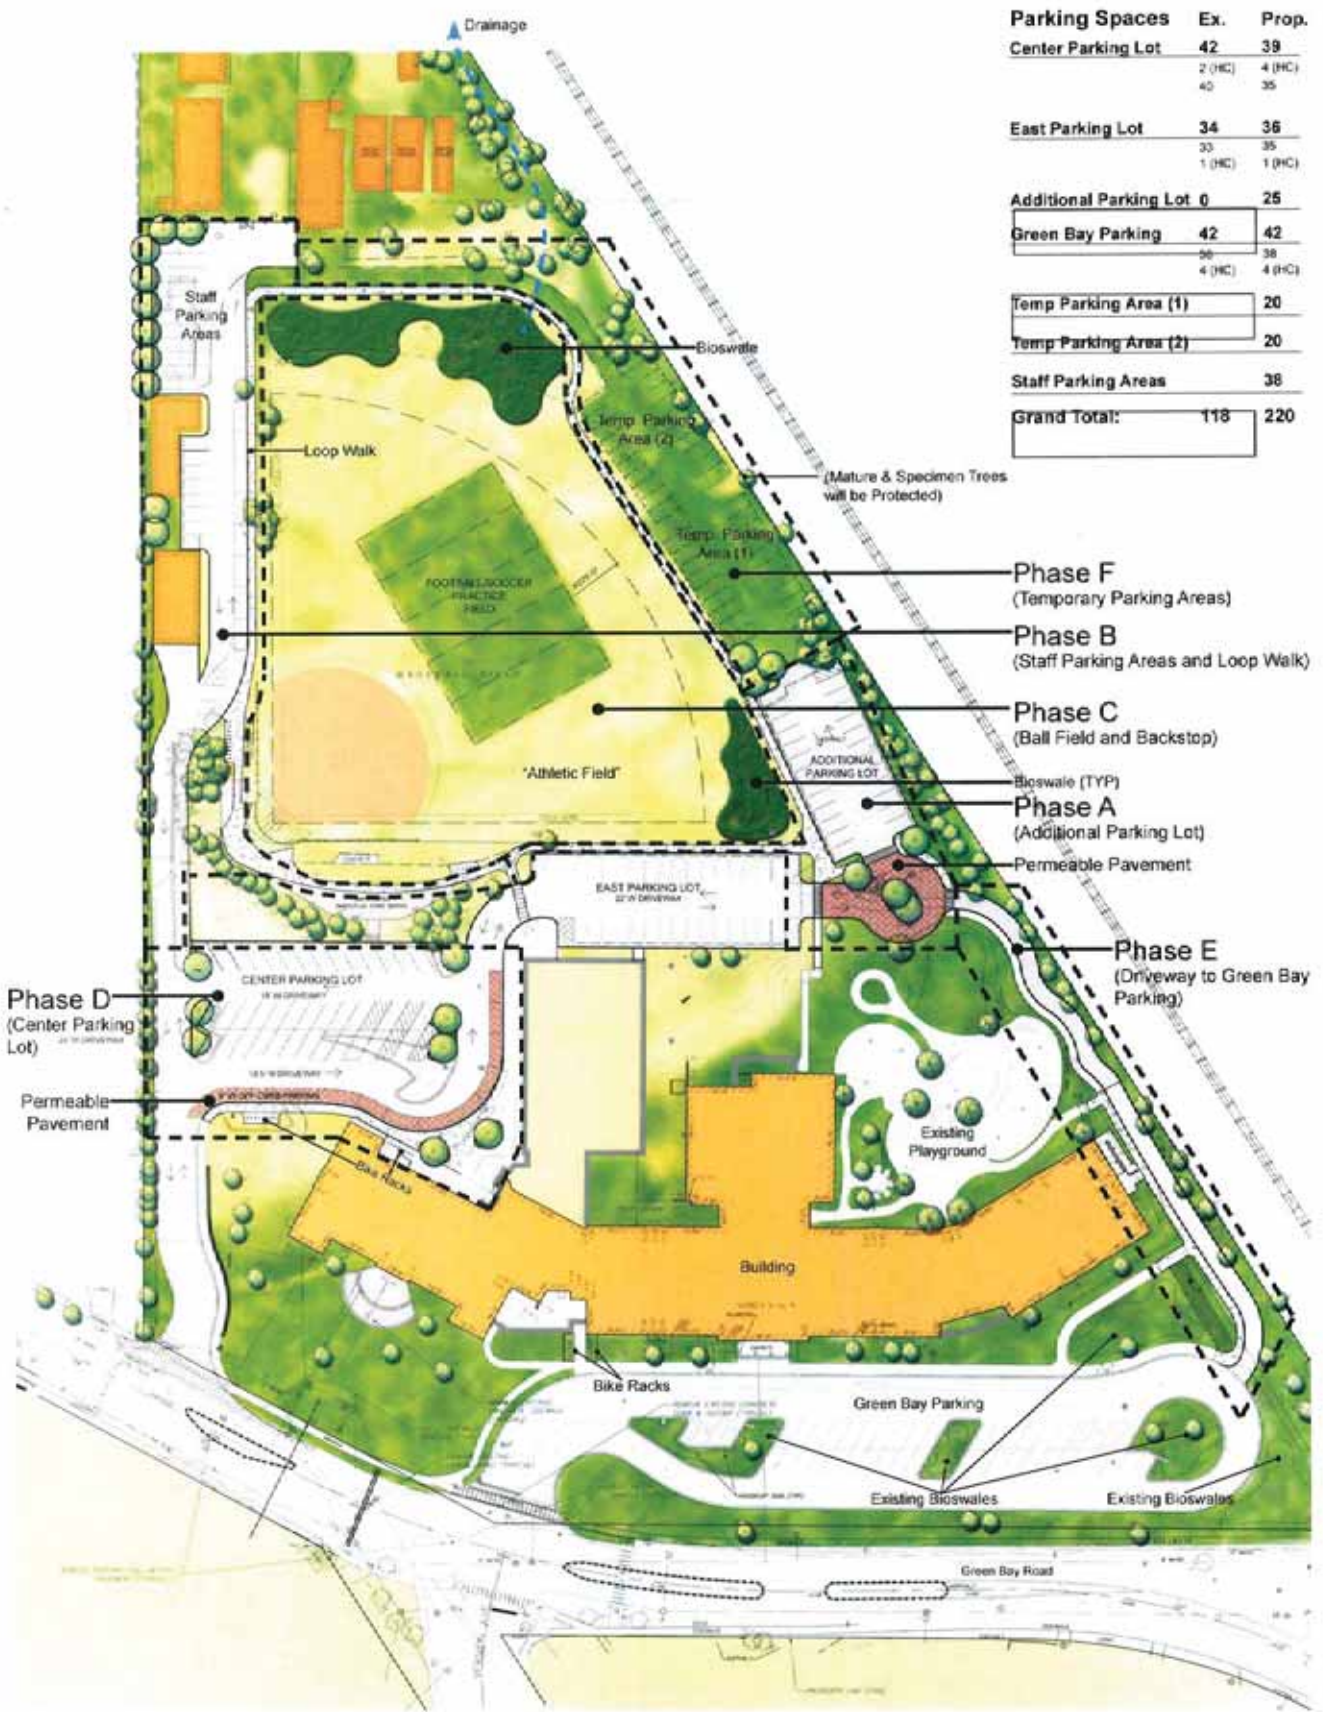 Drainage
Parking Spaces Ex. Prop.
Center Parking Lot 42 39
2 (HC) 4 (HC)
40 35
East Parking Lot 34 36
33 35
1 (HC) 1 (HC)
Additional Parking Lot 0 25
Green Bay Parking 42 42
38
4 (HC) 4 (HC)
Temp Parking Area (1) 20
Temp Parking Area (2) 20
Staff Parking Areas 38
Grand Total: 118 220
Staff
Parking
Areas
Bioswale
Temp. Parking
Area (2)
Loop Walk
(Mature & Specimen Trees
will be Protected)
Temp. Parking
Area (1)
Phase F
(Temporary Parking Areas)
FOOTBALL/SOCCER
PRACTICE
FIELD
Phase B
(Staff Parking Areas and Loop Walk)
Phase C
(Ball Field and Backstop)
"Athletic Field"
ADDITIONAL
PARKING LOT
Bioswale (TYP)
Phase A
(Additional Parking Lot)
Permeable Pavement
EAST PARKING LOT
22' W DRIVEWAY
Phase E
(Driveway to Green Bay
Parking)
CENTER PARKING LOT
Phase D
(Center Parking
Lot)
Permeable
Pavement
Bike Racks
Existing
Playground
Building
Bike Racks
Green Bay Parking
Existing Bioswales
Existing Bioswales
Green Bay Road